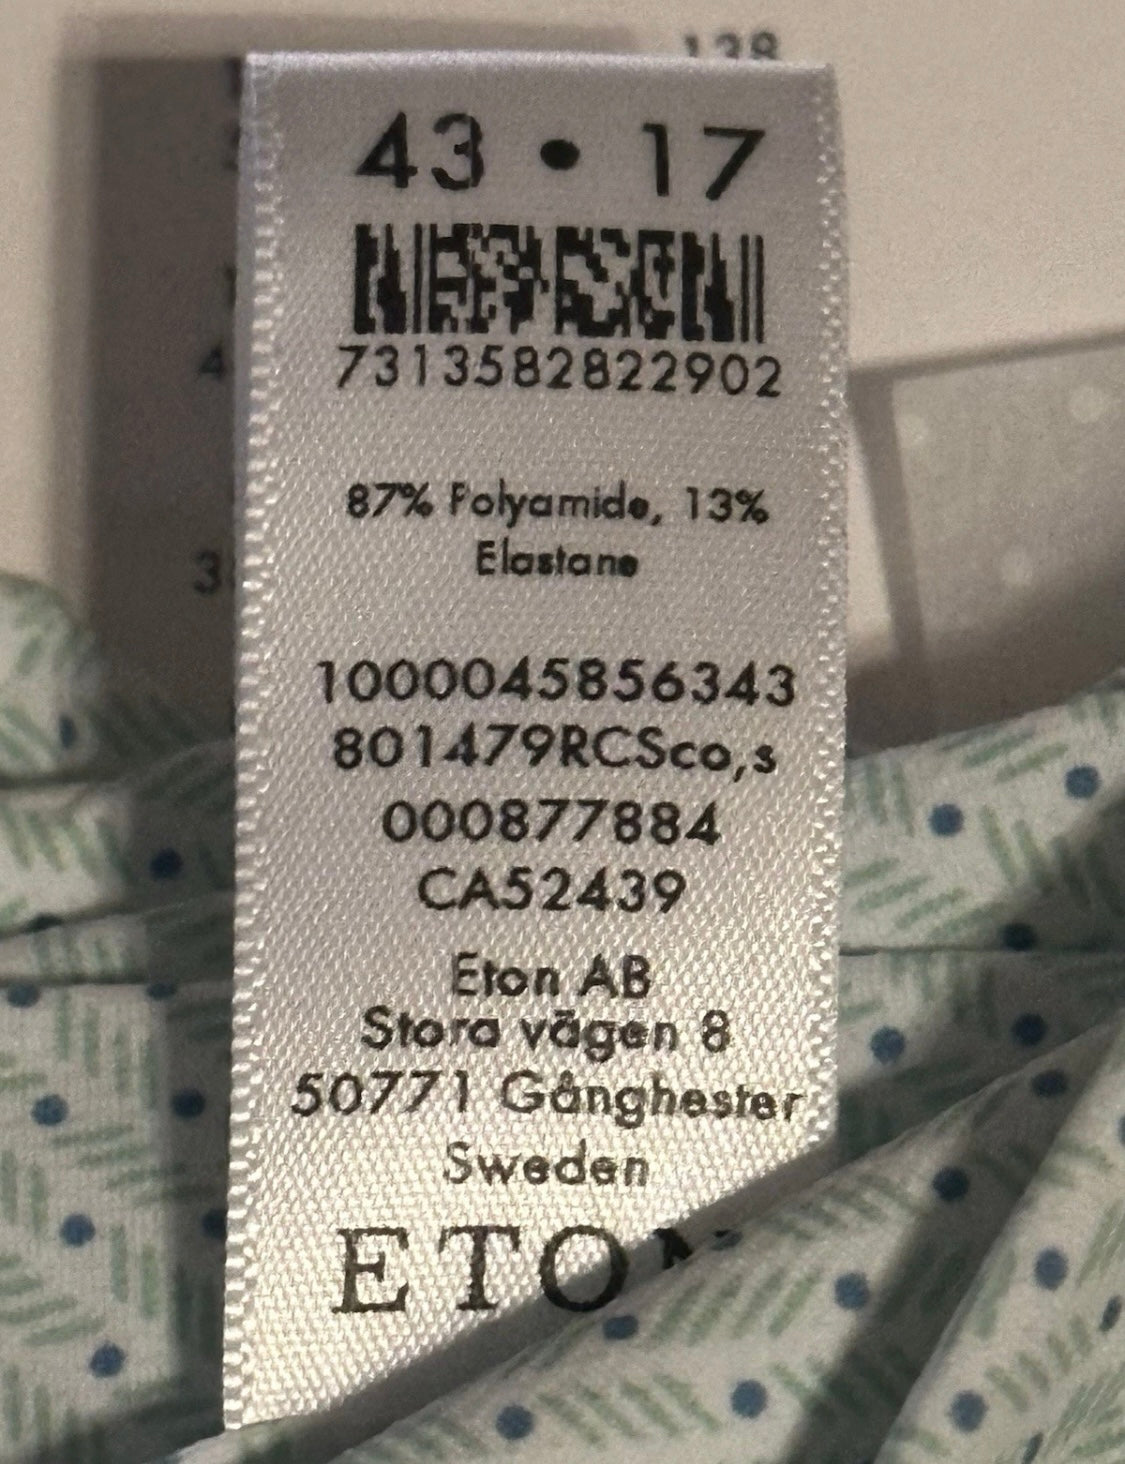 138
43 • 17
7313582822902
87% Polyamide, 13%
Elastane
1000045856343
801479RCSco,s
000877884
CA52439
Eton AB
Stora vägen 8
50771 Gånghester
Sweden
ETON